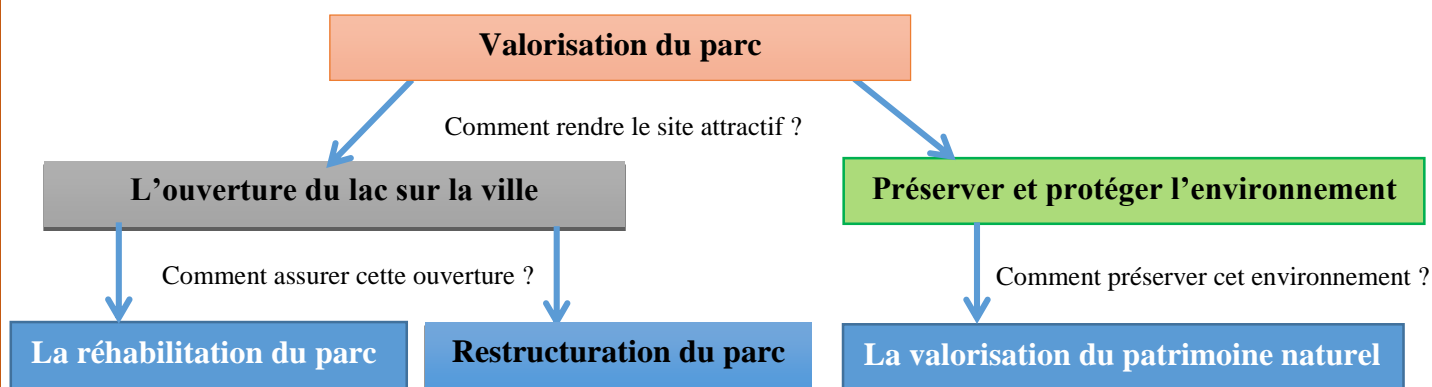 Valorisation du parc
Comment rendre le site attractif ?
L’ouverture du lac sur la ville
Préserver et protéger l’environnement
Comment assurer cette ouverture ?
Comment préserver cet environnement ?
La réhabilitation du parc
Restructuration du parc
La valorisation du patrimoine naturel